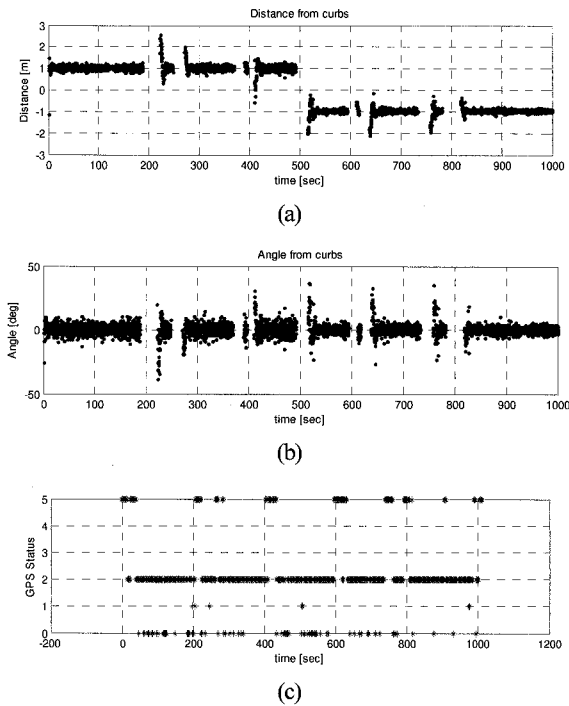 Distance from curbs
3
2
1
0
-1
-2
-3
Distance [m]
0 100 200 300 400 500 600 700 800 900 1000
time [sec]
(a)
Angle from curbs
50
0
-50
Angle [deg]
0 100 200 300 400 500 600 700 800 900 1000
time [sec]
(b)
5
4
3
2
1
0
GPS Status
-200 0 200 400 600 800 1000 1200
time [sec]
(c)